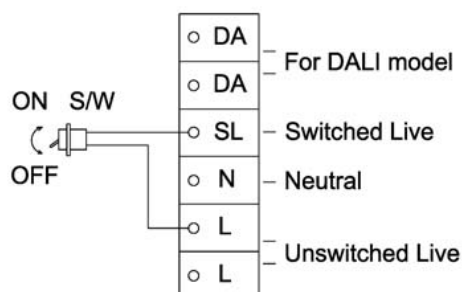 DA
DA
For DALI model
ON S/W
OFF
SL
Switched Live
N
Neutral
L
L
Unswitched Live